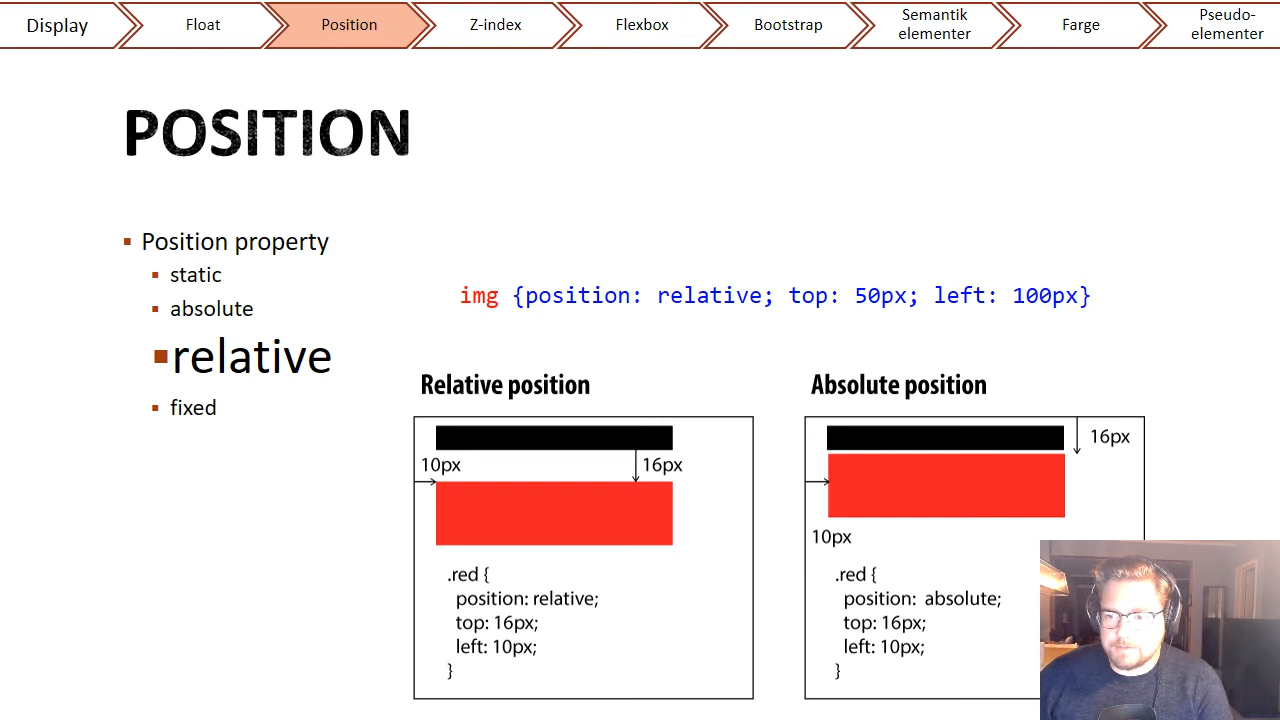 Display
Float
Position
Z-index
Flexbox
Bootstrap
Semantik
elementer
Farge
Pseudo-
elementer
POSITION
Position property
static
absolute
relative
fixed
img {position: relative; top: 50px; left: 100px}
Relative position
10px
16px
.red {
position: relative;
top: 16px;
left: 10px;
}
Absolute position
16px
10px
.red {
position: absolute;
top: 16px;
left: 10px;
}